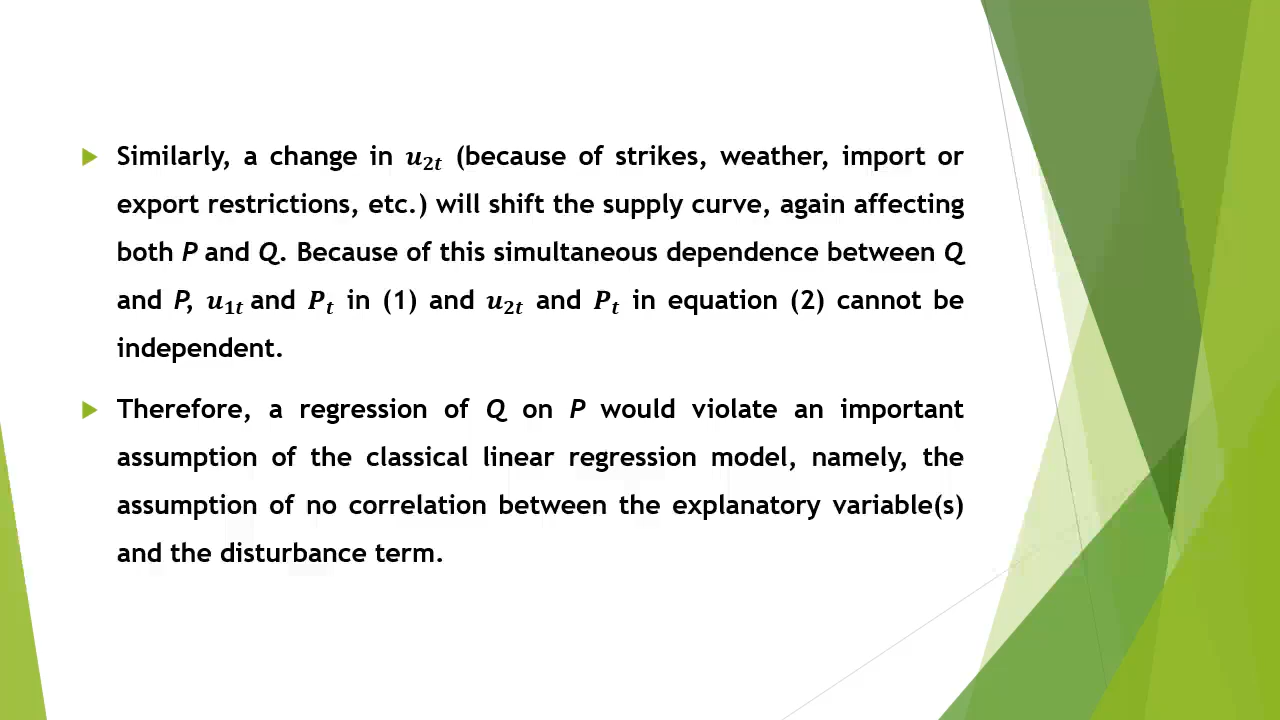 Similarly, a change in u₂ₜ (because of strikes, weather, import or
export restrictions, etc.) will shift the supply curve, again affecting
both P and Q. Because of this simultaneous dependence between Q
and P, u₁ₜ and Pₜ in (1) and u₂ₜ and Pₜ in equation (2) cannot be
independent.
Therefore, a regression of Q on P would violate an important
assumption of the classical linear regression model, namely, the
assumption of no correlation between the explanatory variable(s)
and the disturbance term.